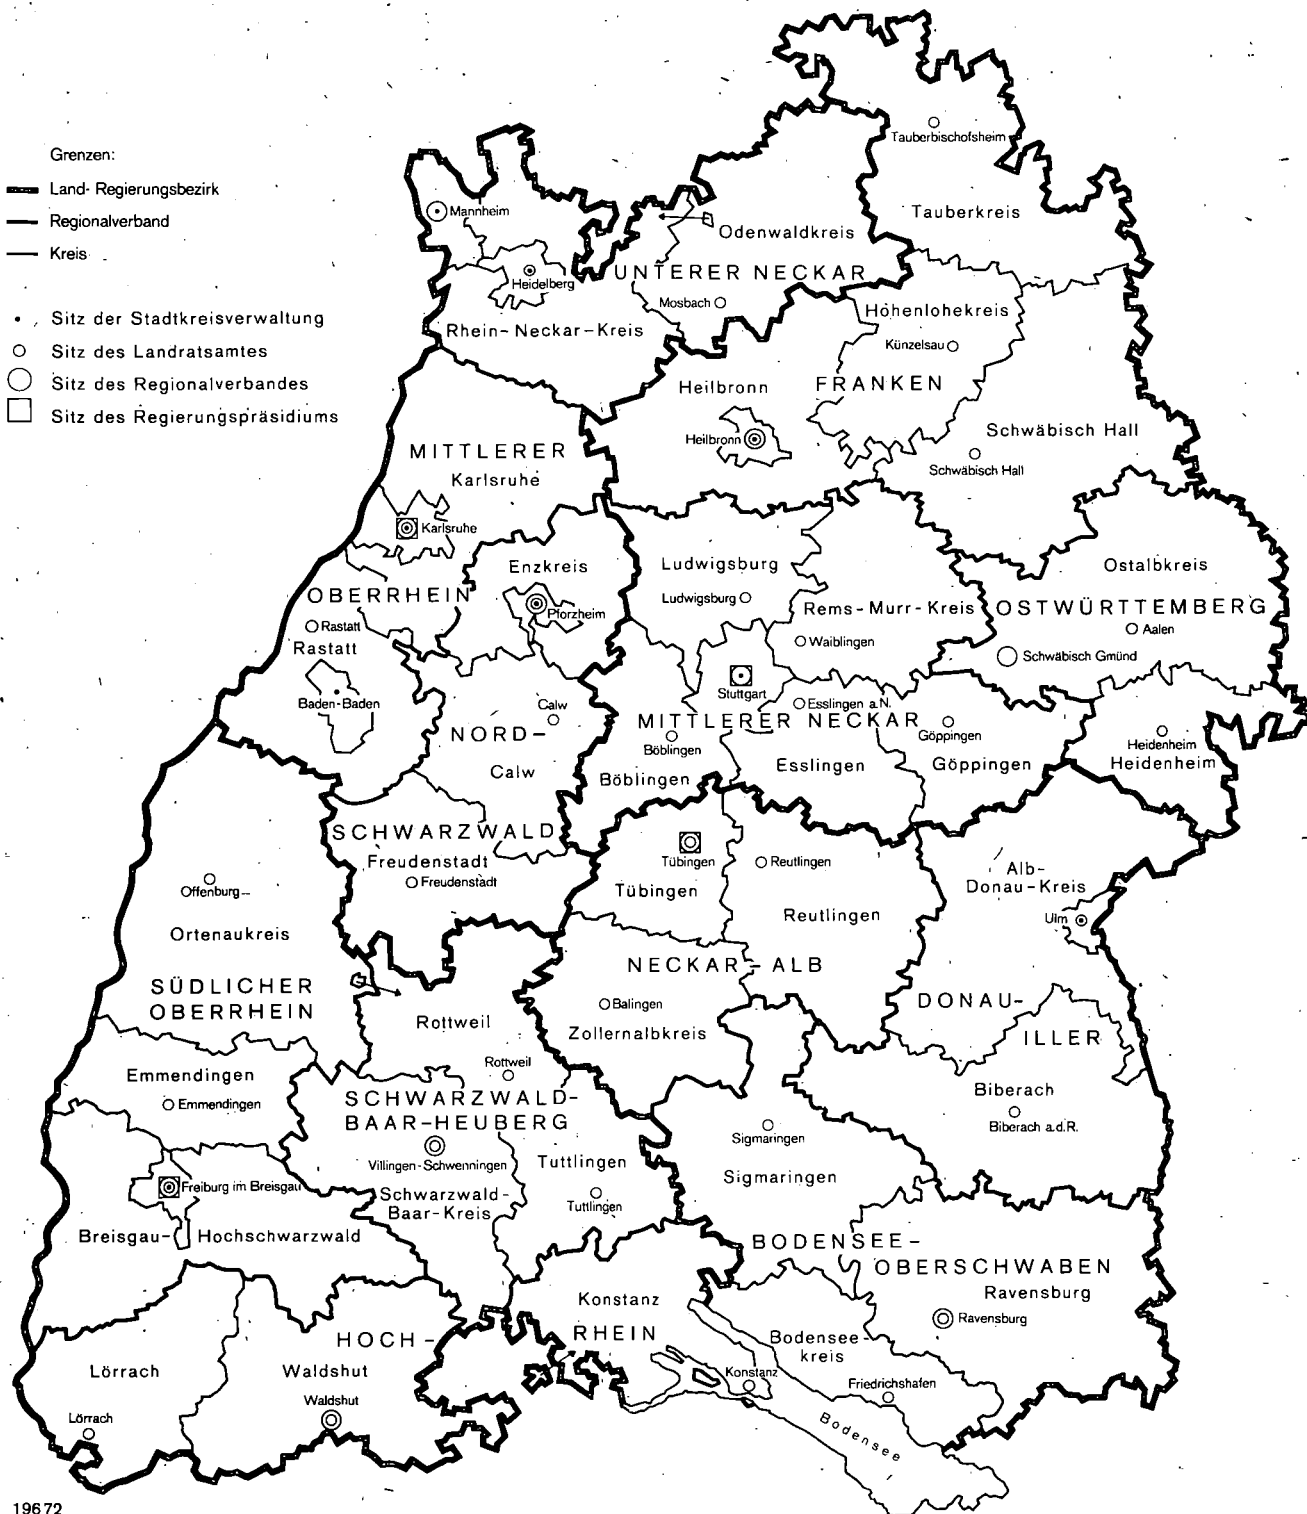 Grenzen:
Land- Regierungsbezirk
Regionalverband
Kreis
Sitz der Stadtkreisverwaltung
Sitz des Landratsamtes
Sitz des Regionalverbandes
Sitz des Regierungspräsidiums
Tauberbischofsheim
Tauberkreis
Mannheim
Odenwaldkreis
UNTERER NECKAR
Heidelberg
Mosbach
Rhein-Neckar-Kreis
Hohenlohekreis
Künzelsau
Heilbronn
FRANKEN
Heilbronn
Schwäbisch Hall
Schwäbisch Hall
MITTLERER
Karlsruhe
Karlsruhe
Enzkreis
Pforzheim
OBERRHEIN
Rastatt
Rastatt
Baden-Baden
Ludwigsburg
Ludwigsburg
Rems-Murr-Kreis
Waiblingen
Ostalbkreis
OSTWÜRTTEMBERG
Aalen
Schwäbisch Gmünd
Stuttgart
Esslingen a.N.
MITTLERER NECKAR
Göppingen
Böblingen
Böblingen
Esslingen
Göppingen
Heidenheim
Heidenheim
Calw
NORD-
Calw
SCHWARZWALD
Freudenstadt
Freudenstadt
Tübingen
Tübingen
Reutlingen
Reutlingen
Alb-
Donau-Kreis
Ulm
Offenburg
Ortenaukreis
SÜDLICHER
OBERRHEIN
NECKAR-ALB
Balingen
Zollernalbkreis
DONAU-
ILLER
Rottweil
Rottweil
Emmendingen
Emmendingen
SCHWARZWALD-
BAAR-HEUBERG
Villingen-Schwenningen
Schwarzwald-
Baar-Kreis
Tuttlingen
Tuttlingen
Biberach
Biberach a.d.R.
Sigmaringen
Sigmaringen
Freiburg im Breisgau
Breisgau-Hochschwarzwald
BODENSEE-
OBERSCHWABEN
Ravensburg
Ravensburg
Konstanz
RHEIN
HOCH-
Bodensee-
kreis
Lörrach
Waldshut
Waldshut
Lörrach
Konstanz
Friedrichshafen
Bodensee
19672